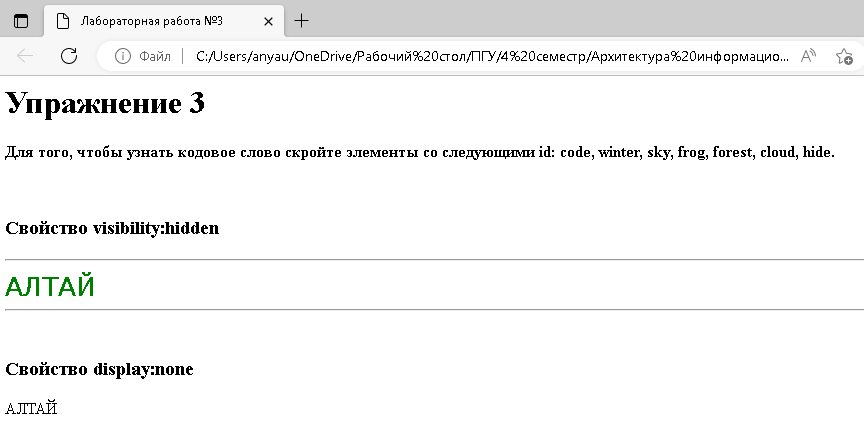 Лабораторная работа №3
Файл
C:/Users/anyau/OneDrive/Рабочий%20стол/ПГУ/4%20семестр/Архитектура%20информацио...
Упражнение 3
Для того, чтобы узнать кодовое слово скройте элементы со следующими id: code, winter, sky, frog, forest, cloud, hide.
Свойство visibility:hidden
АЛТАЙ
Свойство display:none
АЛТАЙ